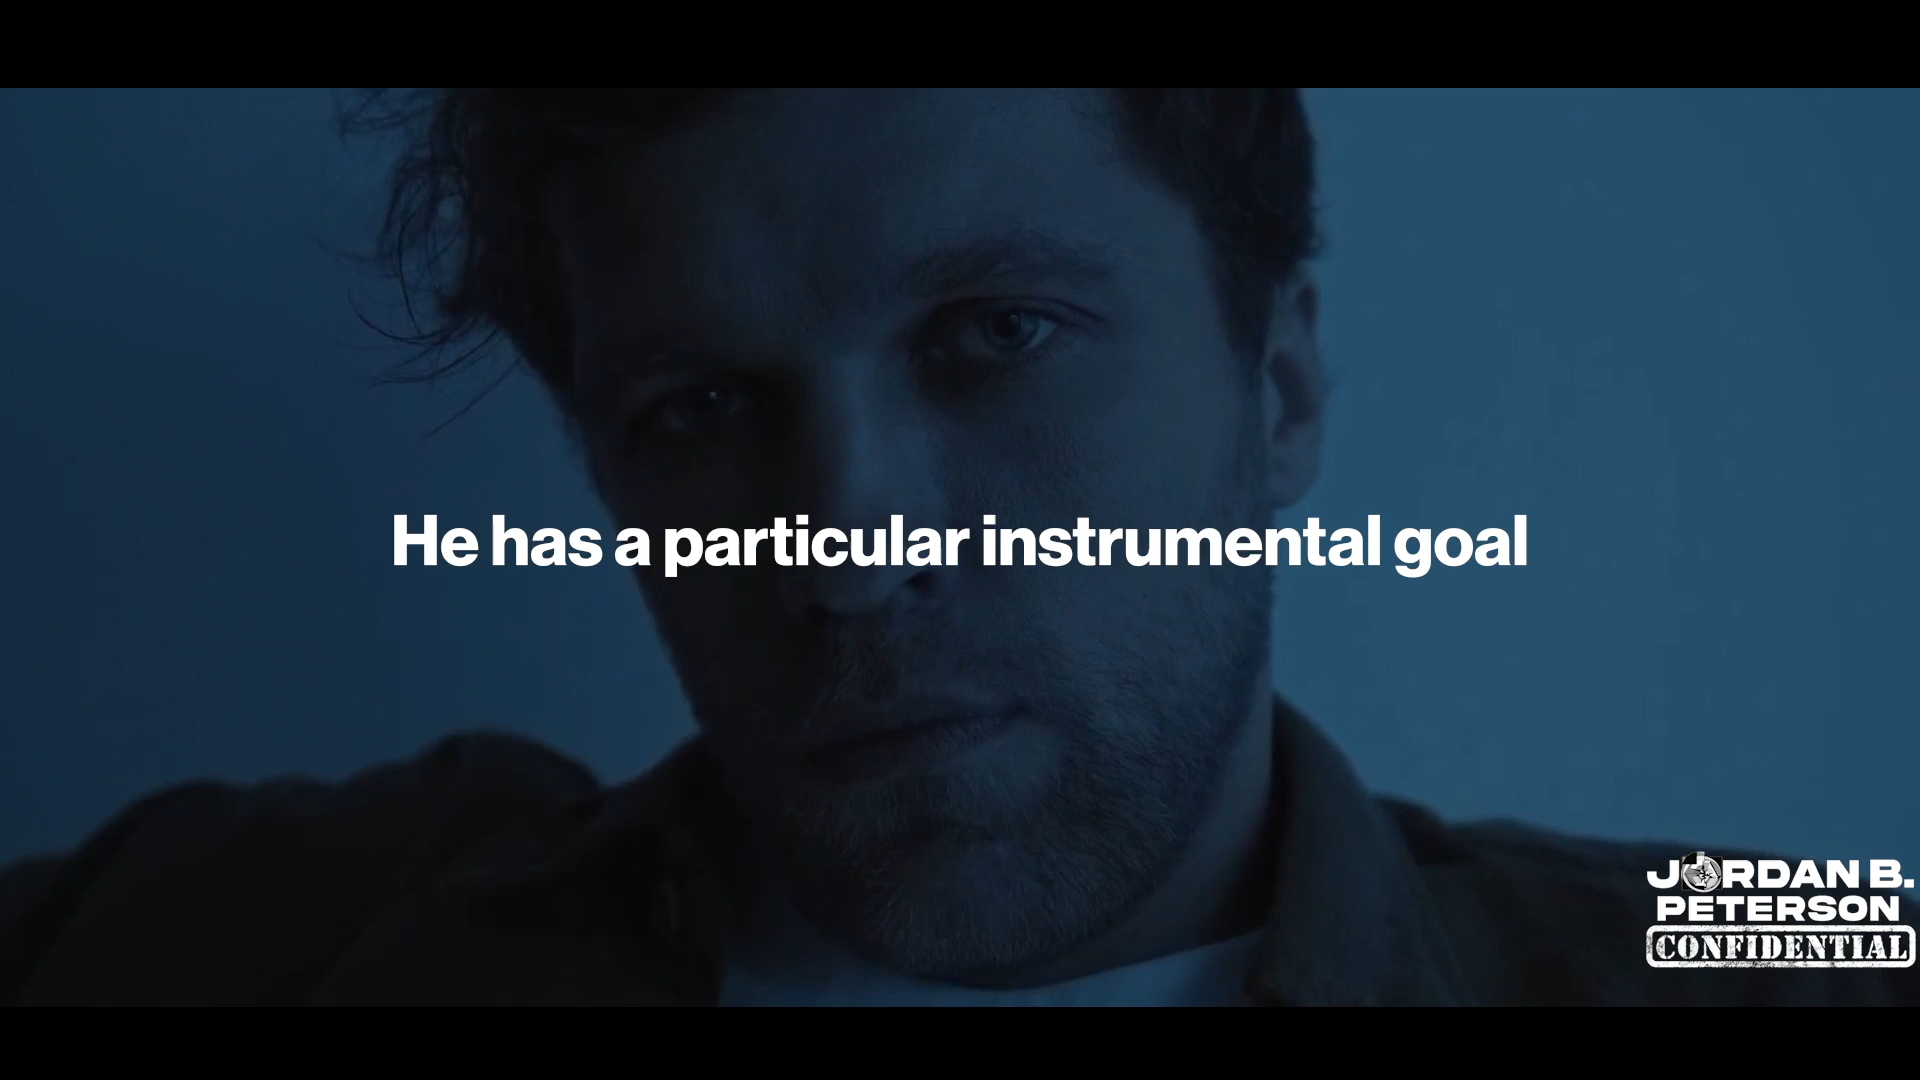 He has a particular instrumental goal
JORDAN B.
PETERSON
CONFIDENTIAL